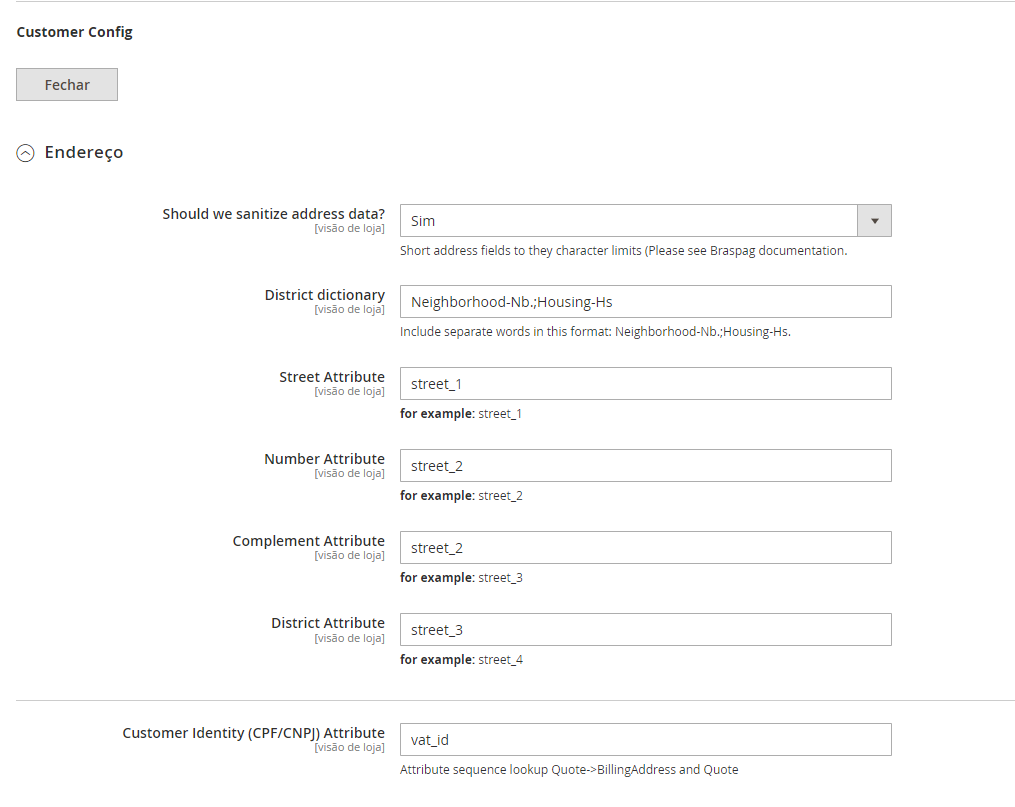 Customer Config
Fechar
Endereço
Should we sanitize address data?
[visão de loja]
Sim
Short address fields to they character limits (Please see Braspag documentation.
District dictionary
[visão de loja]
Neighborhood-Nb.;Housing-Hs
Include separate words in this format: Neighborhood-Nb.;Housing-Hs.
Street Attribute
[visão de loja]
street_1
for example: street_1
Number Attribute
[visão de loja]
street_2
for example: street_2
Complement Attribute
[visão de loja]
street_2
for example: street_3
District Attribute
[visão de loja]
street_3
for example: street_4
Customer Identity (CPF/CNPJ) Attribute
[visão de loja]
vat_id
Attribute sequence lookup Quote->BillingAddress and Quote